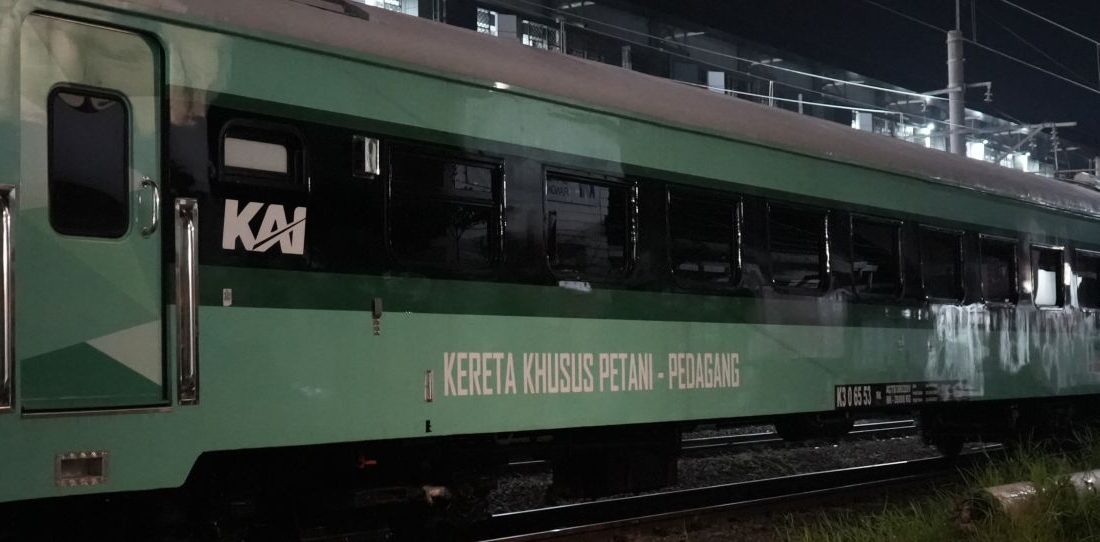 KAI
KERETA KHUSUS PETANI - PEDAGANG
K3 0 65 53